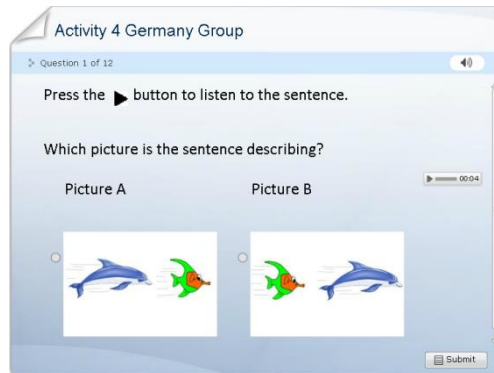 Activity 4 Germany Group
Question 1 of 12
Press the ▶ button to listen to the sentence.
Which picture is the sentence describing?
00:04
Picture A Picture B
Submit